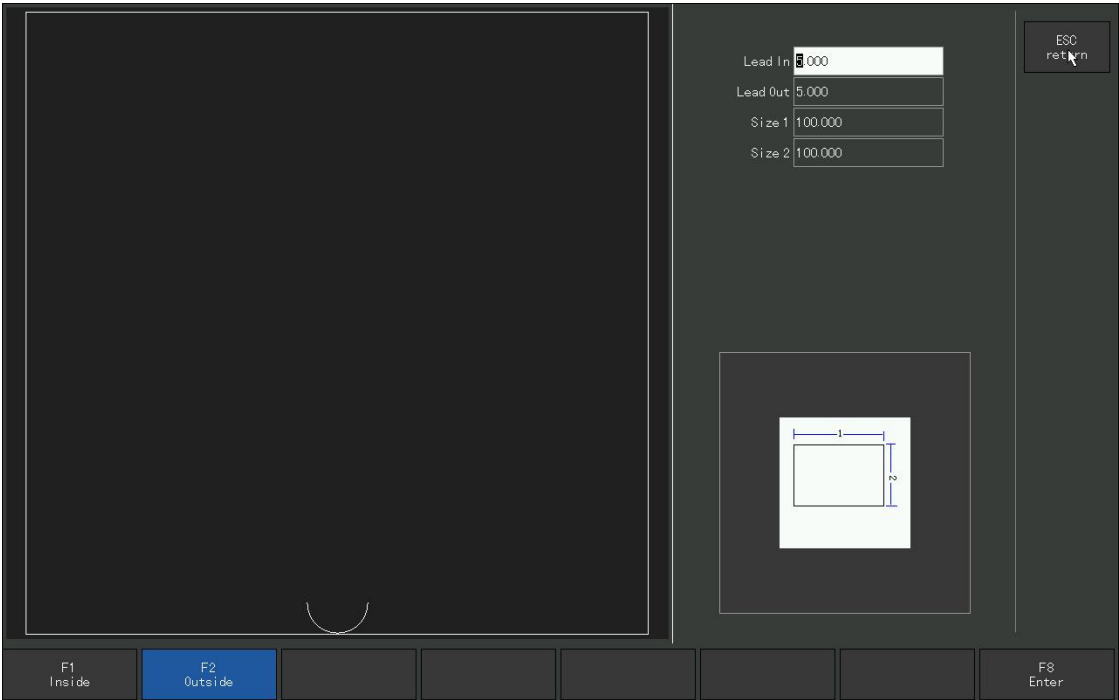 ESC
return
Lead In 5.000
Lead Out 5.000
Size 1 100.000
Size 2 100.000
1
2
F1
Inside
F2
Outside
F8
Enter